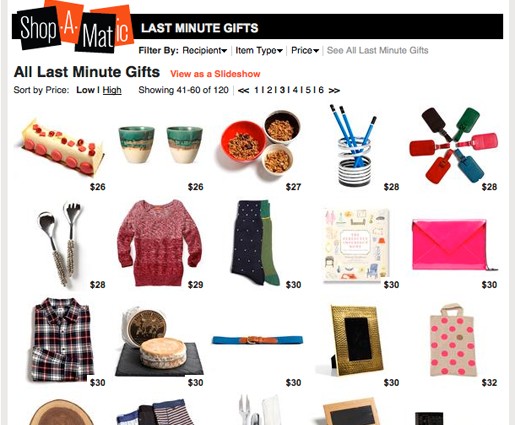 Shop·A·Matic
LAST MINUTE GIFTS
Filter By: Recipient▾ | Item Type▾ | Price▾ | See All Last Minute Gifts
All Last Minute Gifts View as a Slideshow
Sort by Price: Low | High Showing 41-60 of 120 | << 1 | 2 | 3 | 4 | 5 | 6 >>
$26 $26 $27 $28 $28
$28 $29 $30 $30 $30
$30 $30 $30 $30 $32